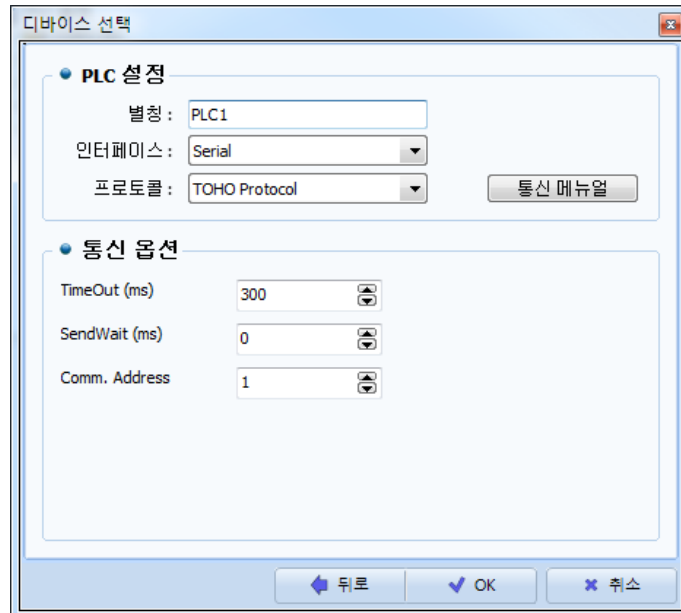 디바이스 선택
PLC 설정
별칭 : PLC1
인터페이스 : Serial
프로토콜 : TOHO Protocol 통신 메뉴얼
통신 옵션
TimeOut (ms) 300
SendWait (ms) 0
Comm. Address 1
뒤로 OK 취소